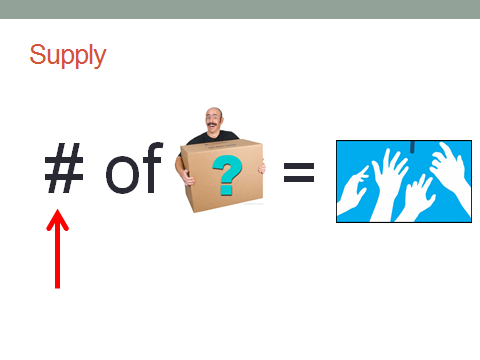 Supply
# of ? =